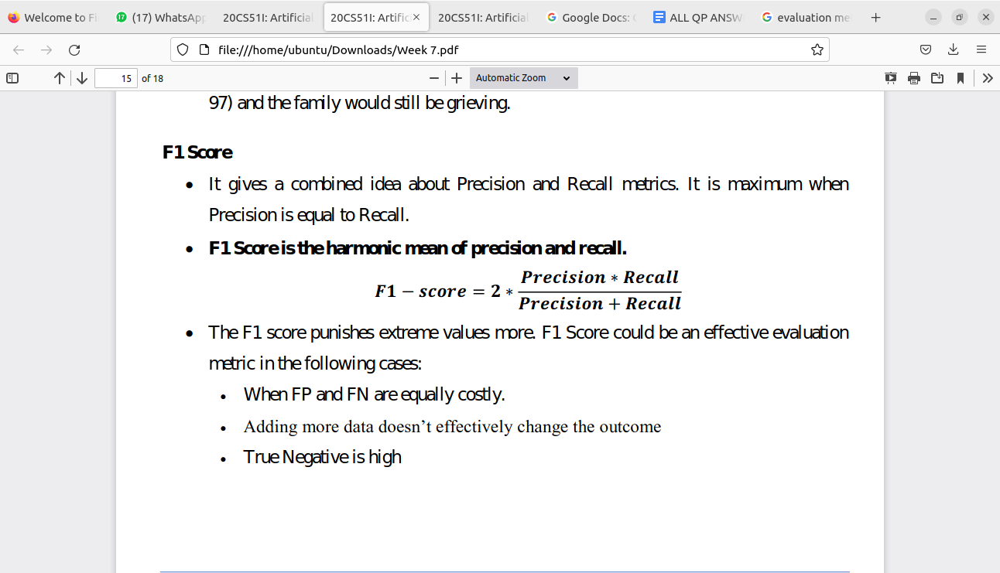 Welcome to Fi
(17) WhatsApp
20CS51I: Artificial
20CS51I: Artific
20CS51I: Artificial
Google Docs:
ALL QP ANSW
evaluation me
file:///home/ubuntu/Downloads/Week 7.pdf
15 of 18
Automatic Zoom
97) and the family would still be grieving.
F1 Score
• It gives a combined idea about Precision and Recall metrics. It is maximum when
Precision is equal to Recall.
• F1 Score is the harmonic mean of precision and recall.
F1 − score = 2 * Precision * Recall / Precision + Recall
• The F1 score punishes extreme values more. F1 Score could be an effective evaluation
metric in the following cases:
• When FP and FN are equally costly.
• Adding more data doesn’t effectively change the outcome
• True Negative is high